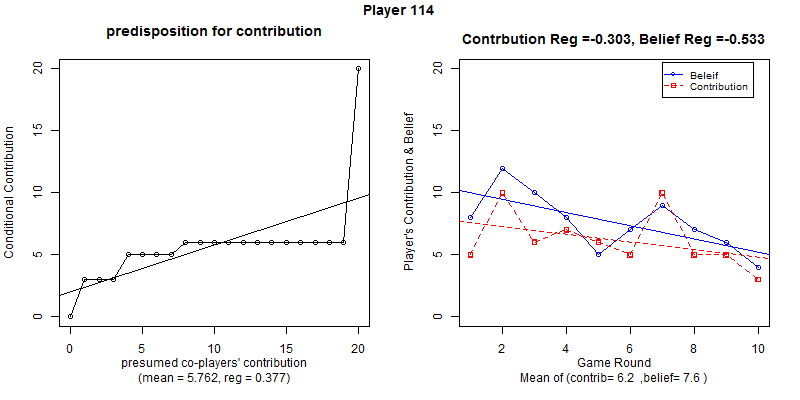 Player 114
predisposition for contribution
Conditional Contribution
0 5 10 15 20
0 5 10 15 20
presumed co-players' contribution
(mean = 5.762, reg = 0.377)
Contrbution Reg =-0.303, Belief Reg =-0.533
Player's Contribution & Belief
0 5 10 15 20
Beleif
Contribution
2 4 6 8 10
Game Round
Mean of (contrib= 6.2 ,belief= 7.6 )